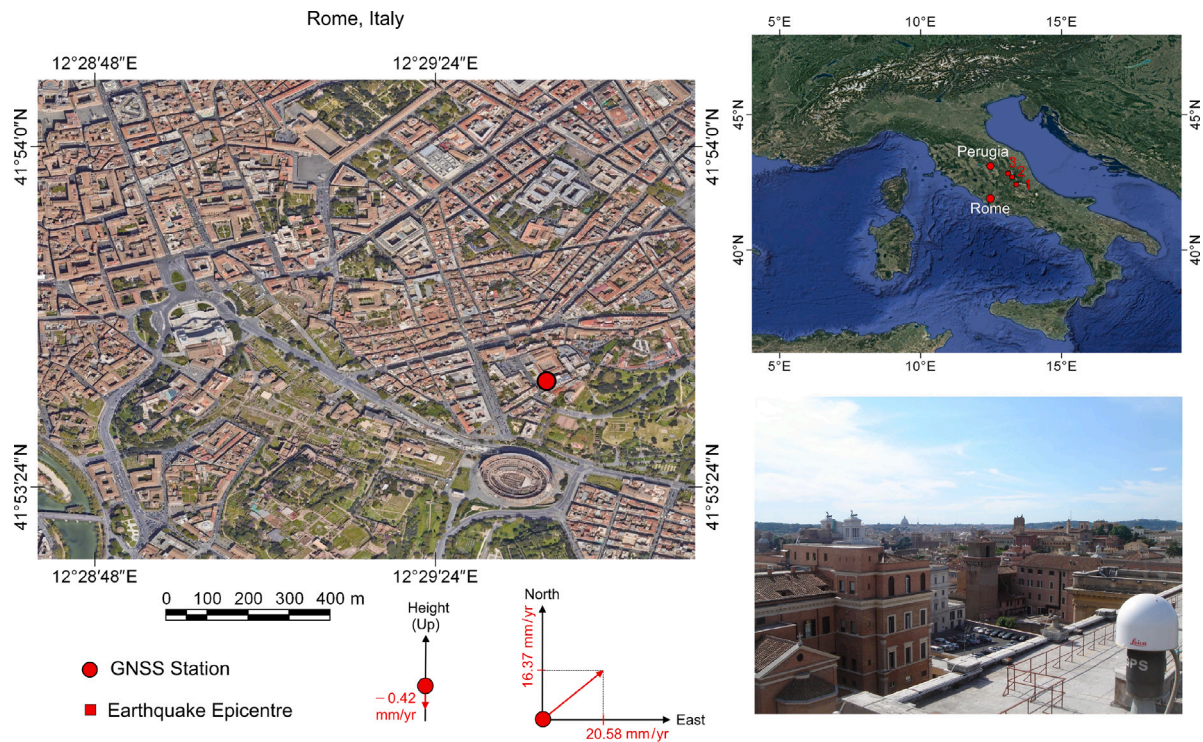 Rome, Italy
12°28′48″E 12°29′24″E
41°54′0″N 41°54′0″N
41°53′24″N 41°53′24″N
12°28′48″E 12°29′24″E
0 100 200 300 400 m
GNSS Station
Earthquake Epicentre
Height
(Up)
−0.42
mm/yr
North
16.37 mm/yr
East
20.58 mm/yr
5°E 10°E 15°E
45°N 45°N
40°N 40°N
Perugia
3
2
1
Rome
5°E 10°E 15°E
Leica
GPS